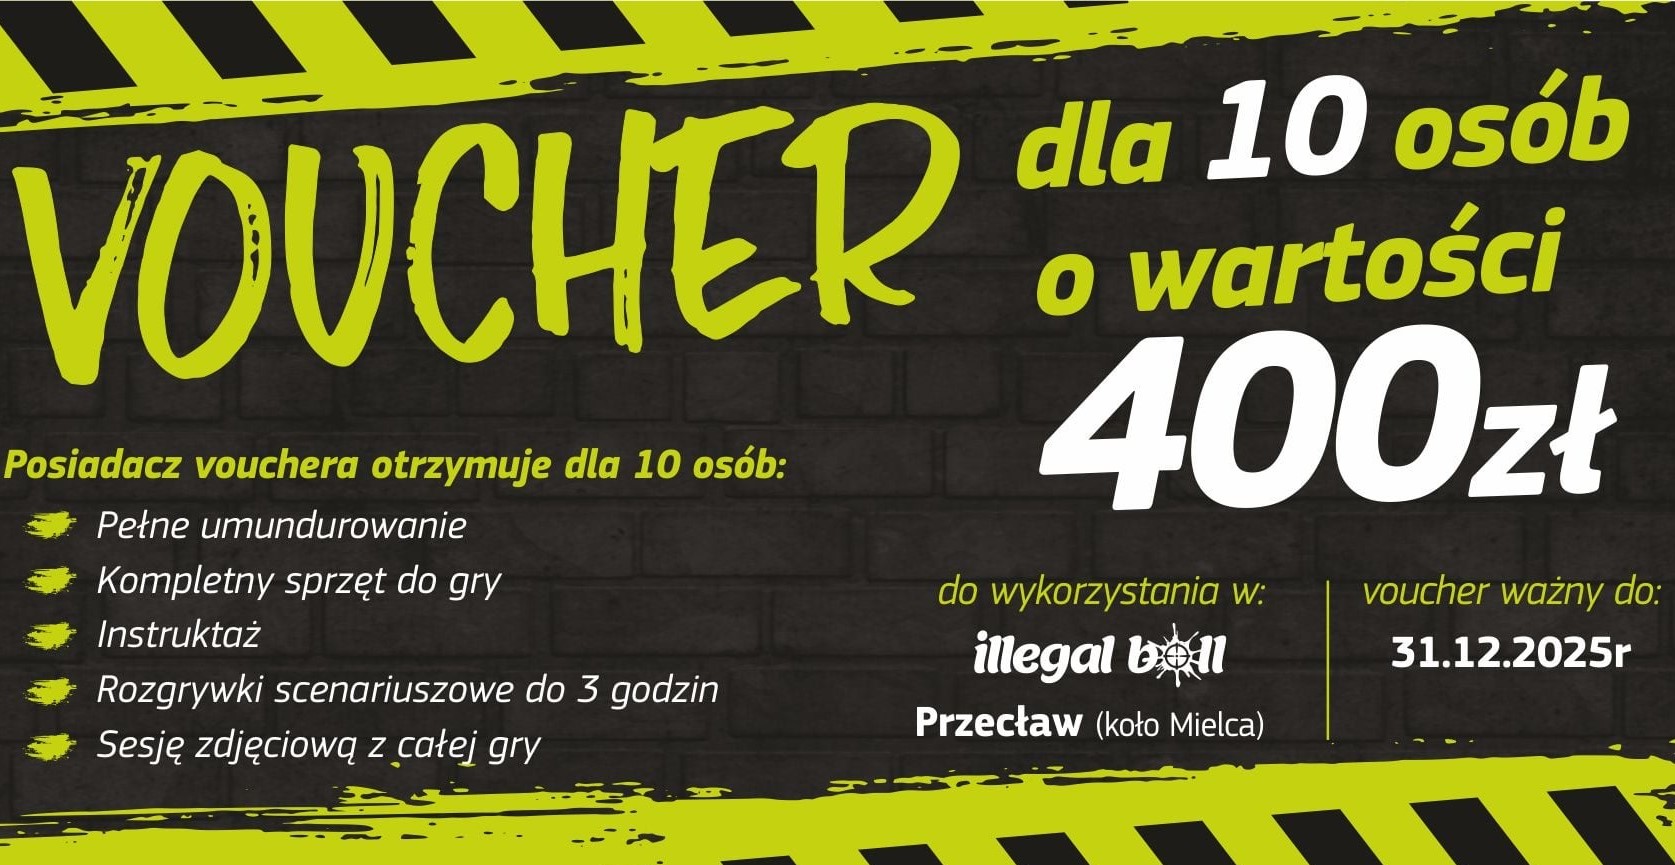 VOUCHER
dla 10 osób
o wartości
400zł
Posiadacz vouchera otrzymuje dla 10 osób:
Pełne umundurowanie
Kompletny sprzęt do gry
Instruktaż
Rozgrywki scenariuszowe do 3 godzin
Sesję zdjęciową z całej gry
do wykorzystania w:
illegal ball
Przecław (koło Mielca)
voucher ważny do:
31.12.2025r